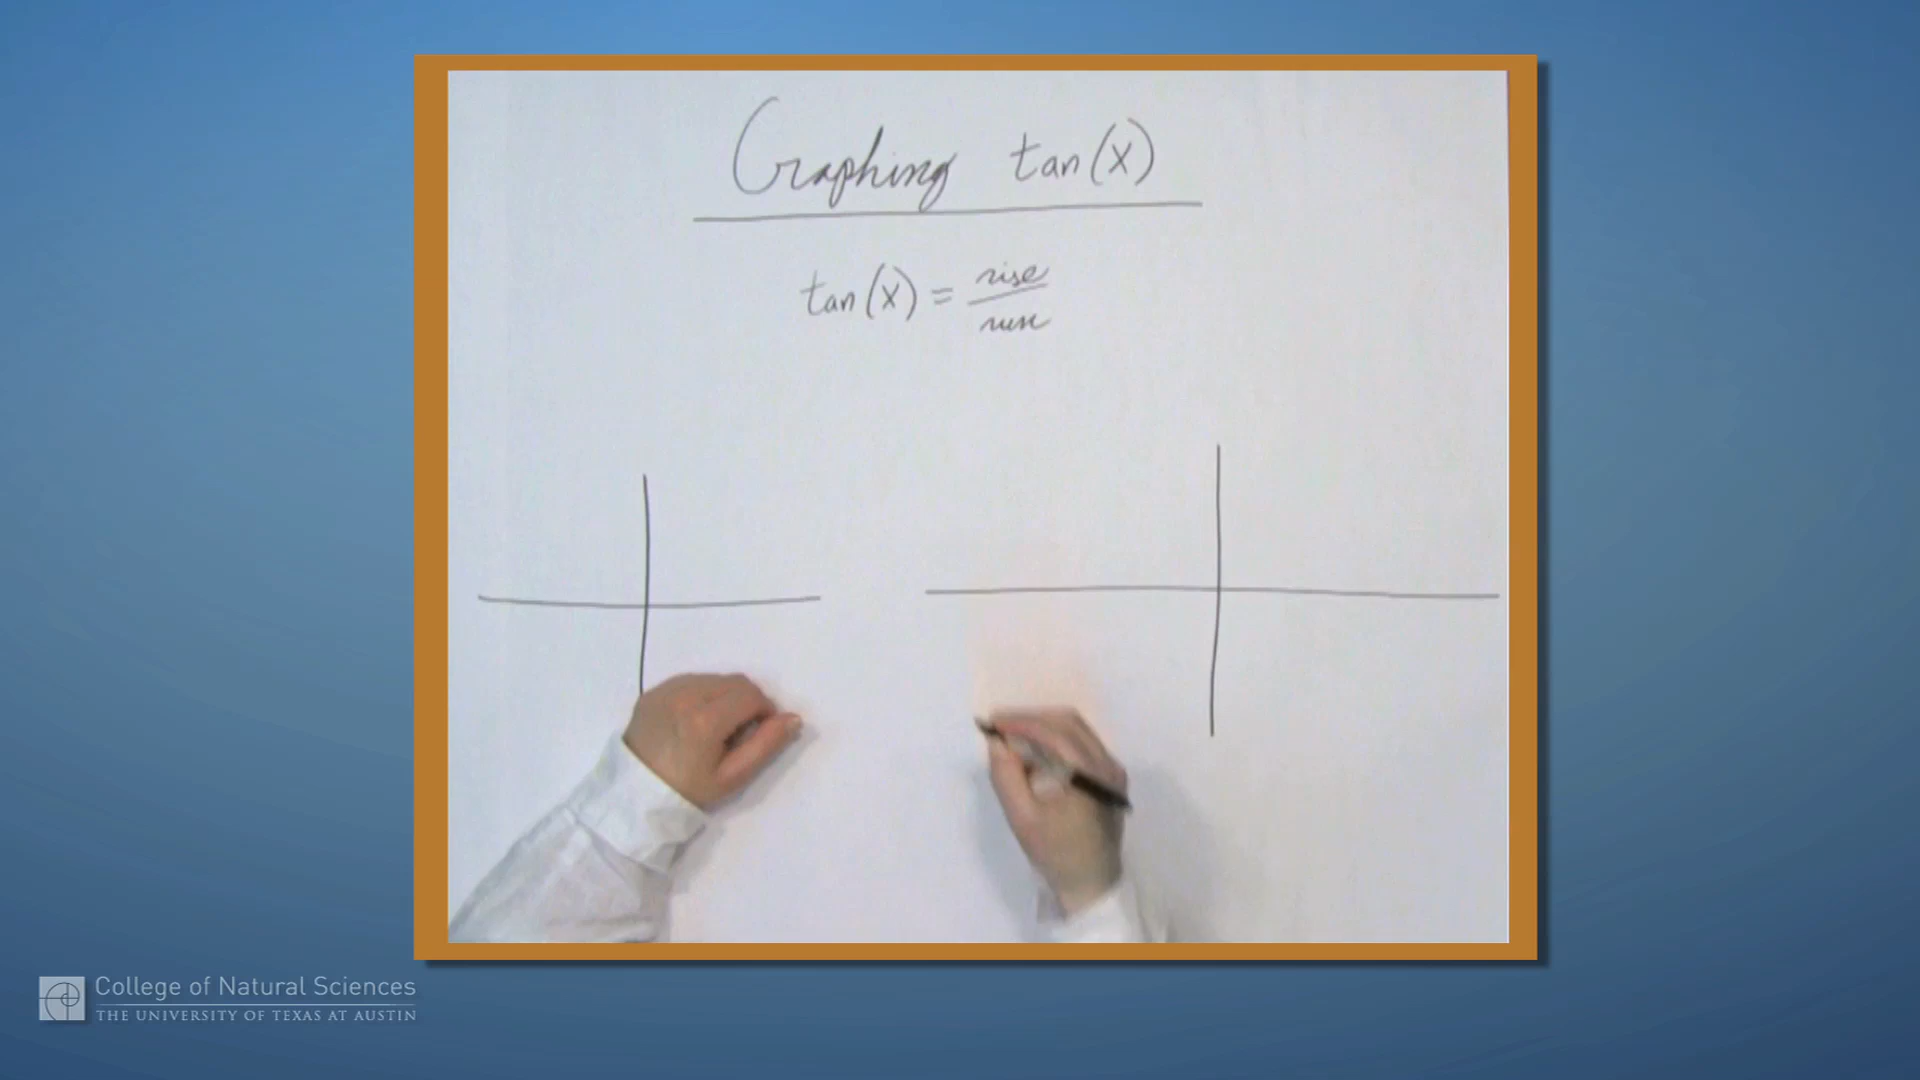 Graphing tan(x)
tan(x) = rise/run
College of Natural Sciences
THE UNIVERSITY OF TEXAS AT AUSTIN